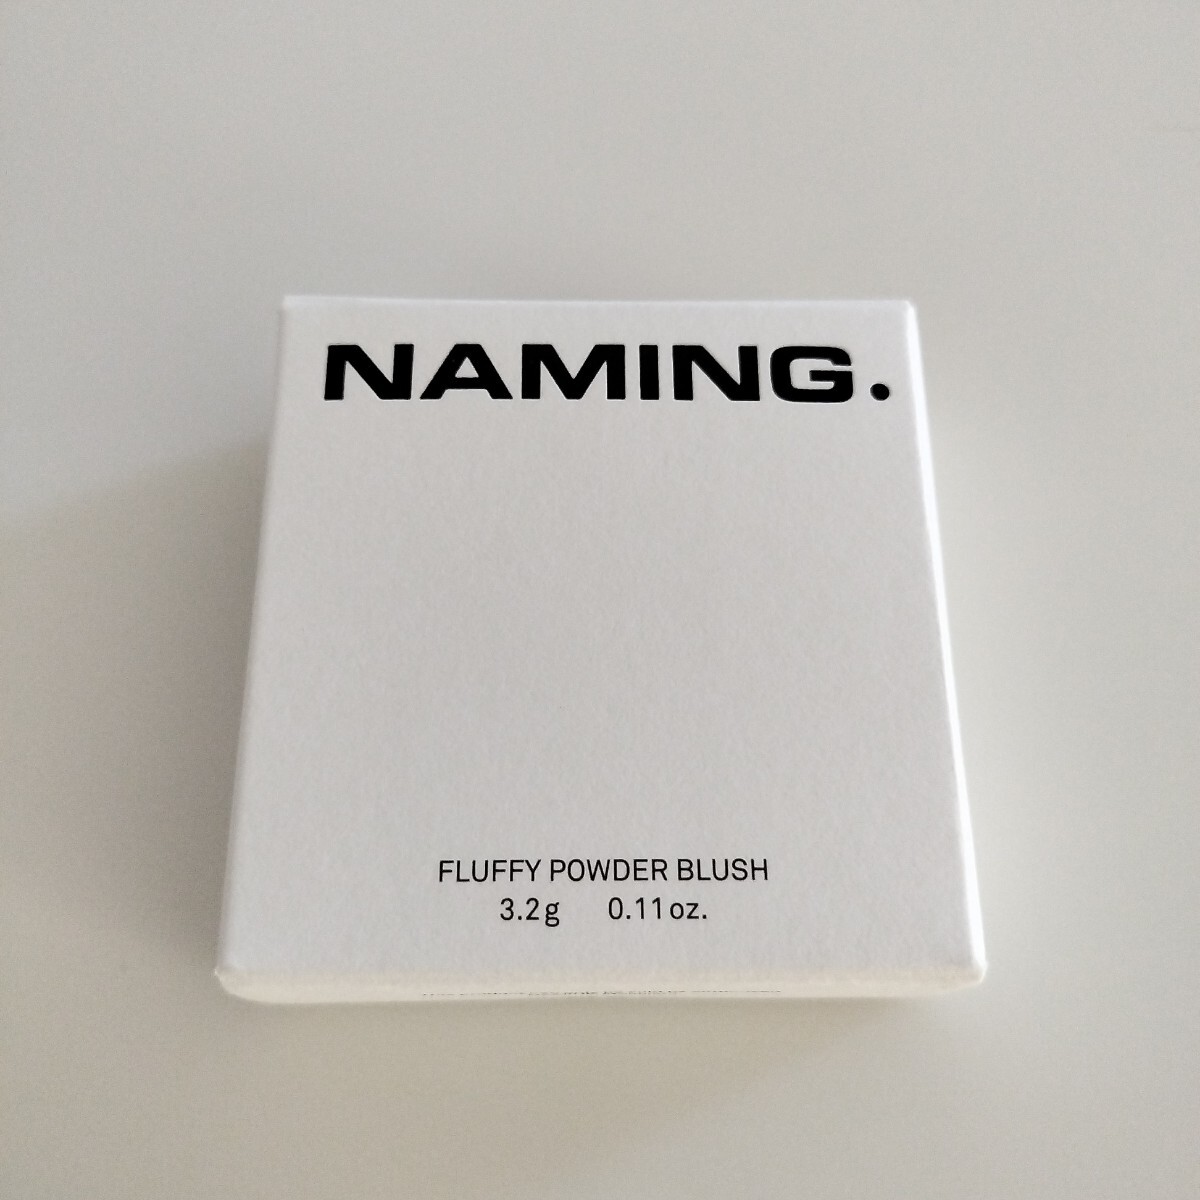 NAMING.
FLUFFY POWDER BLUSH
3.2g 0.11oz.